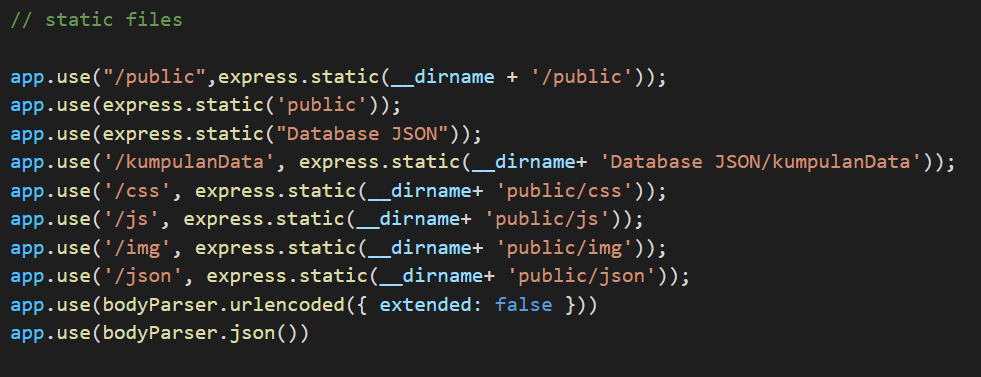 // static files
app.use("/public",express.static(__dirname + '/public'));
app.use(express.static('public'));
app.use(express.static("Database JSON"));
app.use('/kumpulanData', express.static(__dirname+ 'Database JSON/kumpulanData'));
app.use('/css', express.static(__dirname+ 'public/css'));
app.use('/js', express.static(__dirname+ 'public/js'));
app.use('/img', express.static(__dirname+ 'public/img'));
app.use('/json', express.static(__dirname+ 'public/json'));
app.use(bodyParser.urlencoded({ extended: false }))
app.use(bodyParser.json())